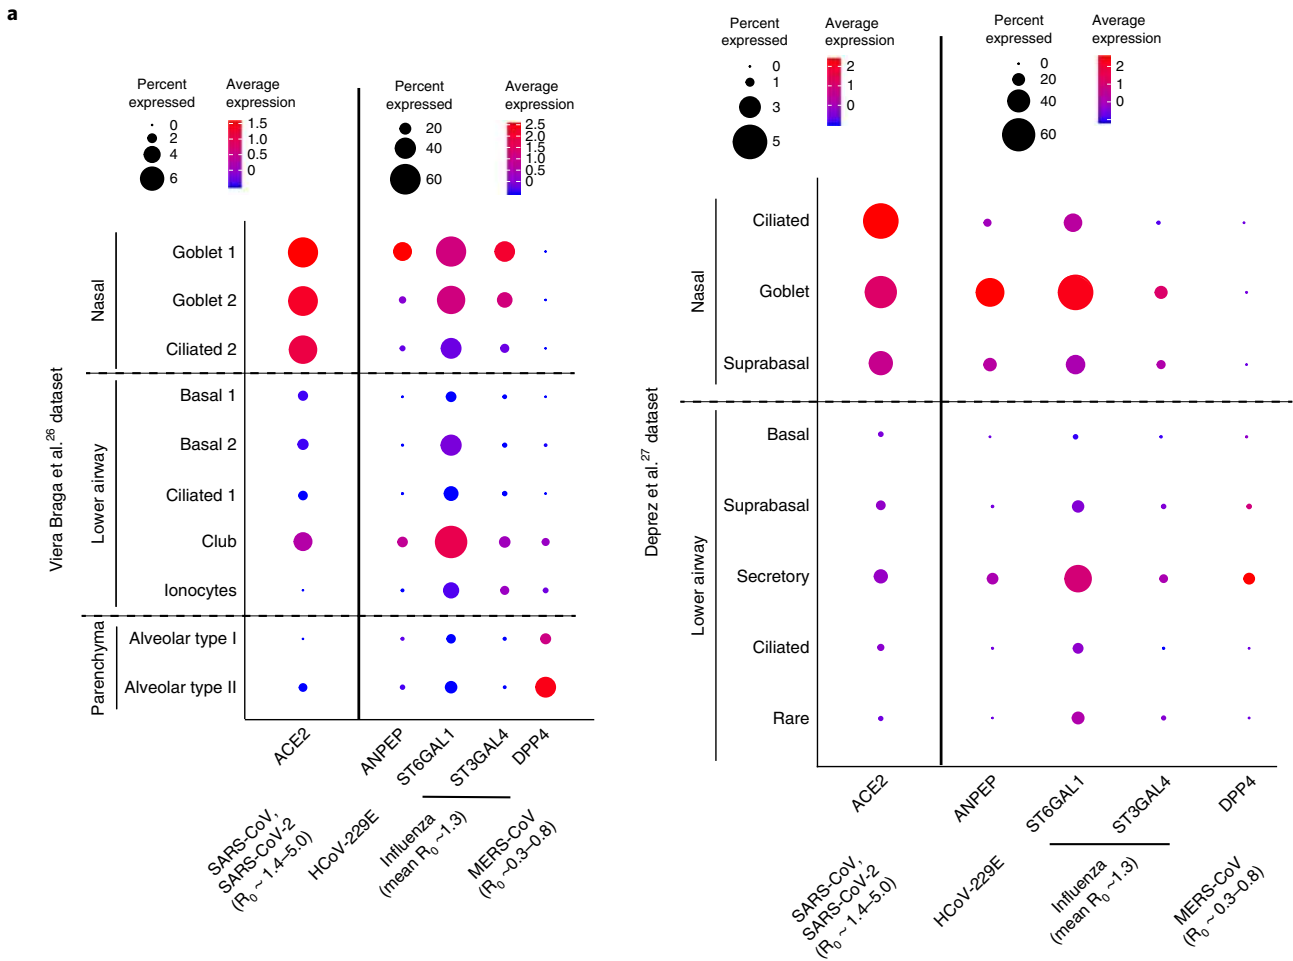 a
Percent
expressed
0
2
4
6
Average
expression
1.5
1.0
0.5
0
Percent
expressed
20
40
60
Average
expression
2.5
2.0
1.5
1.0
0.5
0
Viera Braga et al.26 dataset
Nasal
Goblet 1
Goblet 2
Ciliated 2
Lower airway
Basal 1
Basal 2
Ciliated 1
Club
Ionocytes
Parenchyma
Alveolar type I
Alveolar type II
ACE2
ANPEP
ST6GAL1
ST3GAL4
DPP4
SARS-CoV,
SARS-CoV-2
(R0 ~ 1.4–5.0)
HCoV-229E
Influenza
(mean R0 ~1.3)
MERS-CoV
(R0 ~0.3–0.8)
Percent
expressed
0
1
3
5
Average
expression
2
1
0
Percent
expressed
0
20
40
60
Average
expression
2
1
0
Deprez et al.27 dataset
Nasal
Ciliated
Goblet
Suprabasal
Lower airway
Basal
Suprabasal
Secretory
Ciliated
Rare
ACE2
ANPEP
ST6GAL1
ST3GAL4
DPP4
SARS-CoV,
SARS-CoV-2
(R0 ~ 1.4–5.0)
HCoV-229E
Influenza
(mean R0 ~1.3)
MERS-CoV
(R0 ~ 0.3–0.8)